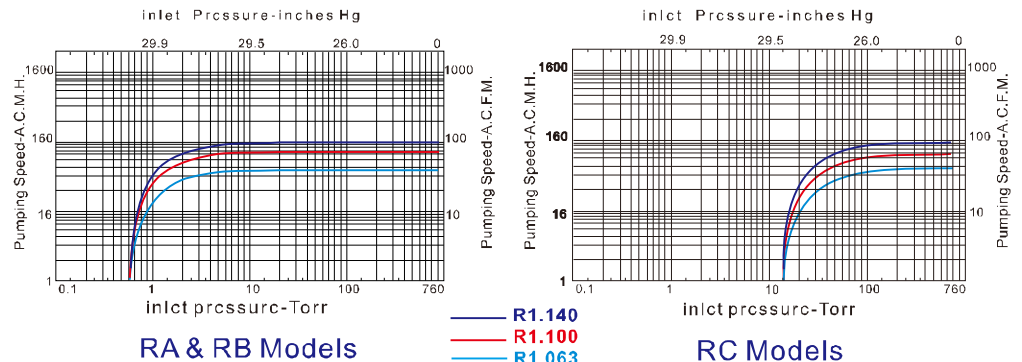 inlet Prcssure-inches Hg
29.9 29.5 26.0 0
Pumping Speed-A.C.M.H.
1600
160
16
1
1000
100
10
Pumping Speed-A.C.F.M.
0.1 1 10 100 760
inlct prcssurc-Torr
RA & RB Models
inlct Prcssure-inches Hg
29.9 29.5 26.0 0
Pumping Speed-A.C.M.H.
1600
160
16
1
1000
100
10
Pumping Speed-A.C.F.M.
0.1 1 10 100 760
inlct prcssurc-Torr
RC Models
R1.140
R1.100
R1.063